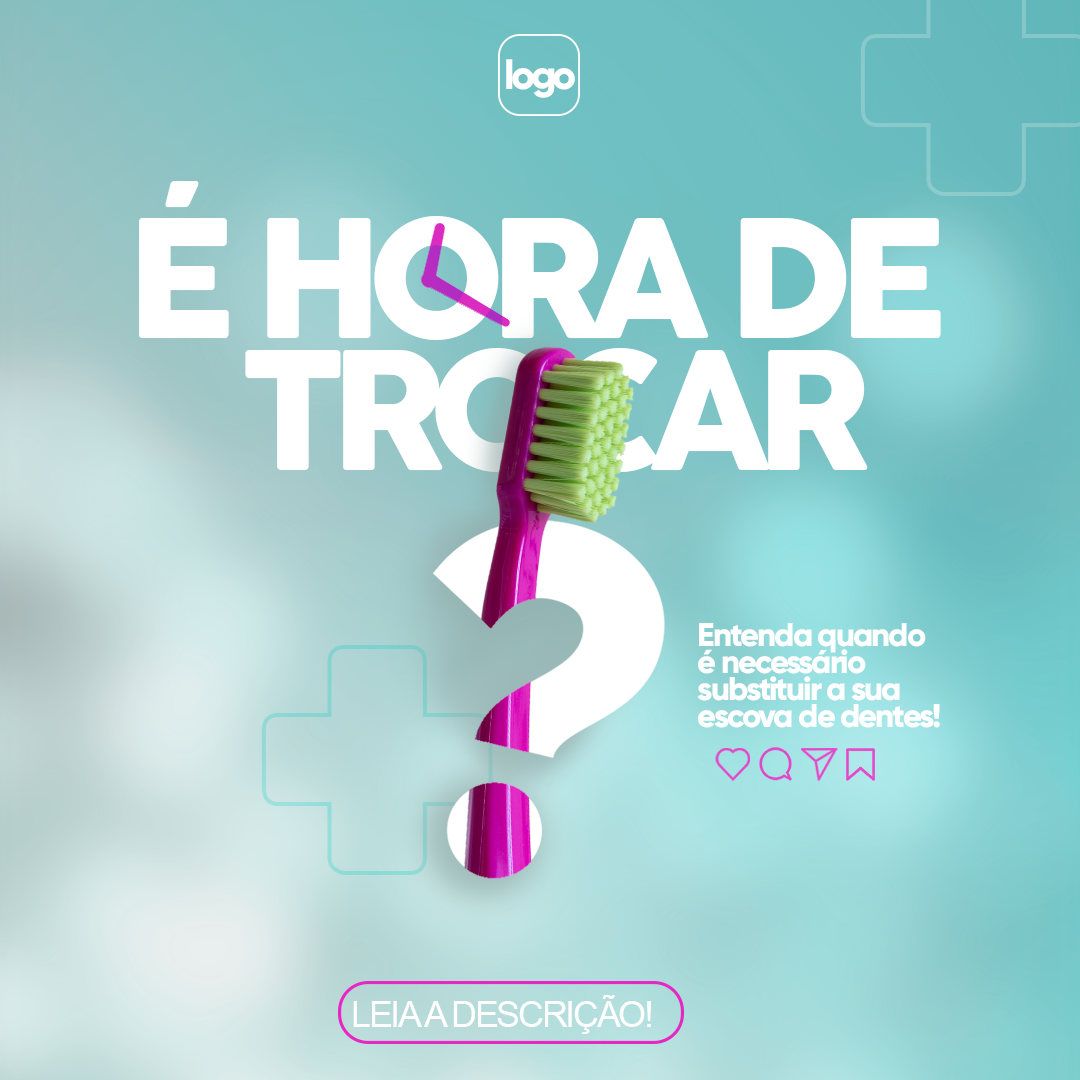 logo
É HORA DE
TROCAR
?
Entenda quando
é necessário
substituir a sua
escova de dentes!
LEIA A DESCRIÇÃO!